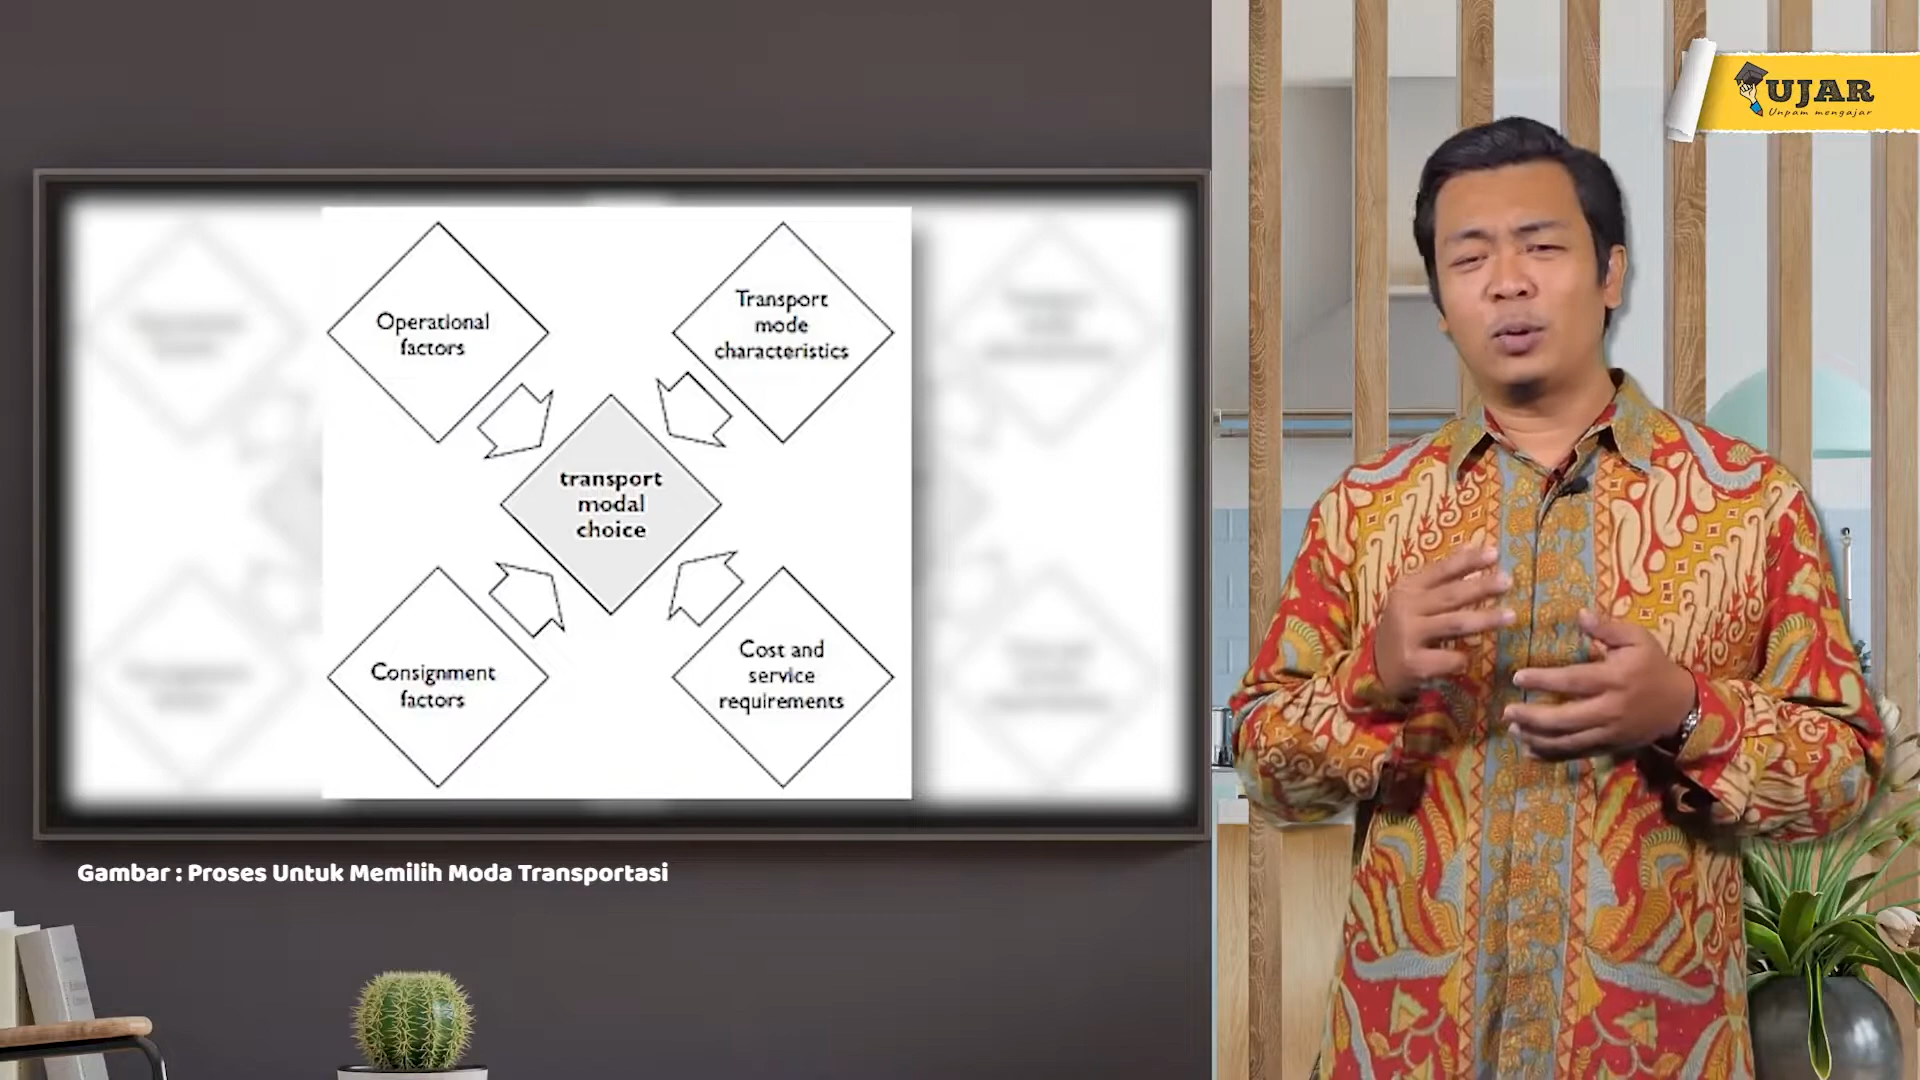 UJAR
Unpam mengajar
Operational
factors
Transport
mode
characteristics
transport
modal
choice
Consignment
factors
Cost and
service
requirements
Gambar : Proses Untuk Memilih Moda Transportasi